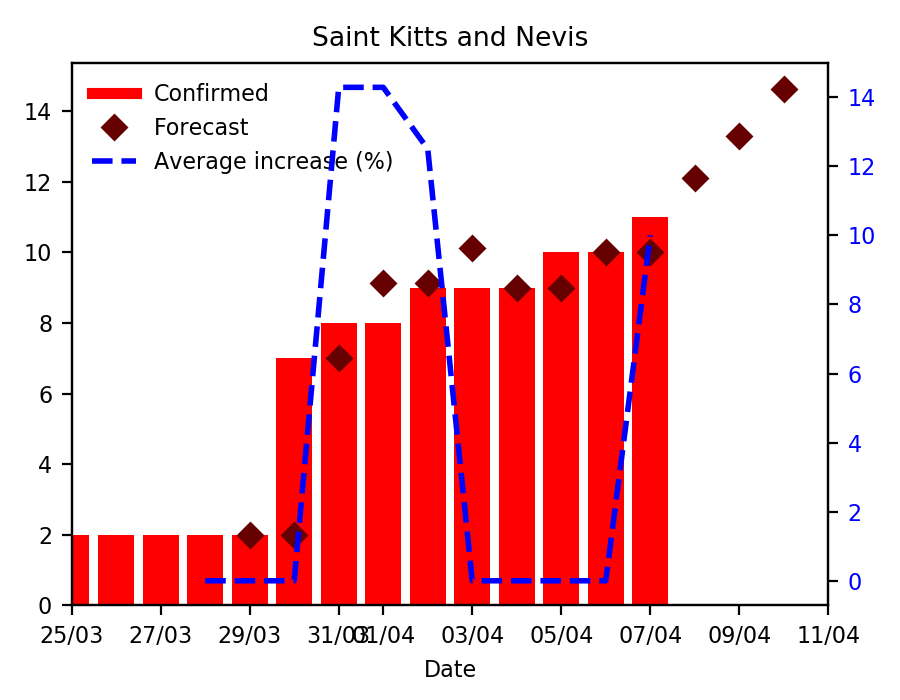 Saint Kitts and Nevis
Confirmed
Forecast
Average increase (%)
14
12
10
8
6
4
2
0
14
12
10
8
6
4
2
0
25/03 27/03 29/03 31/03 01/04 03/04 05/04 07/04 09/04 11/04
Date